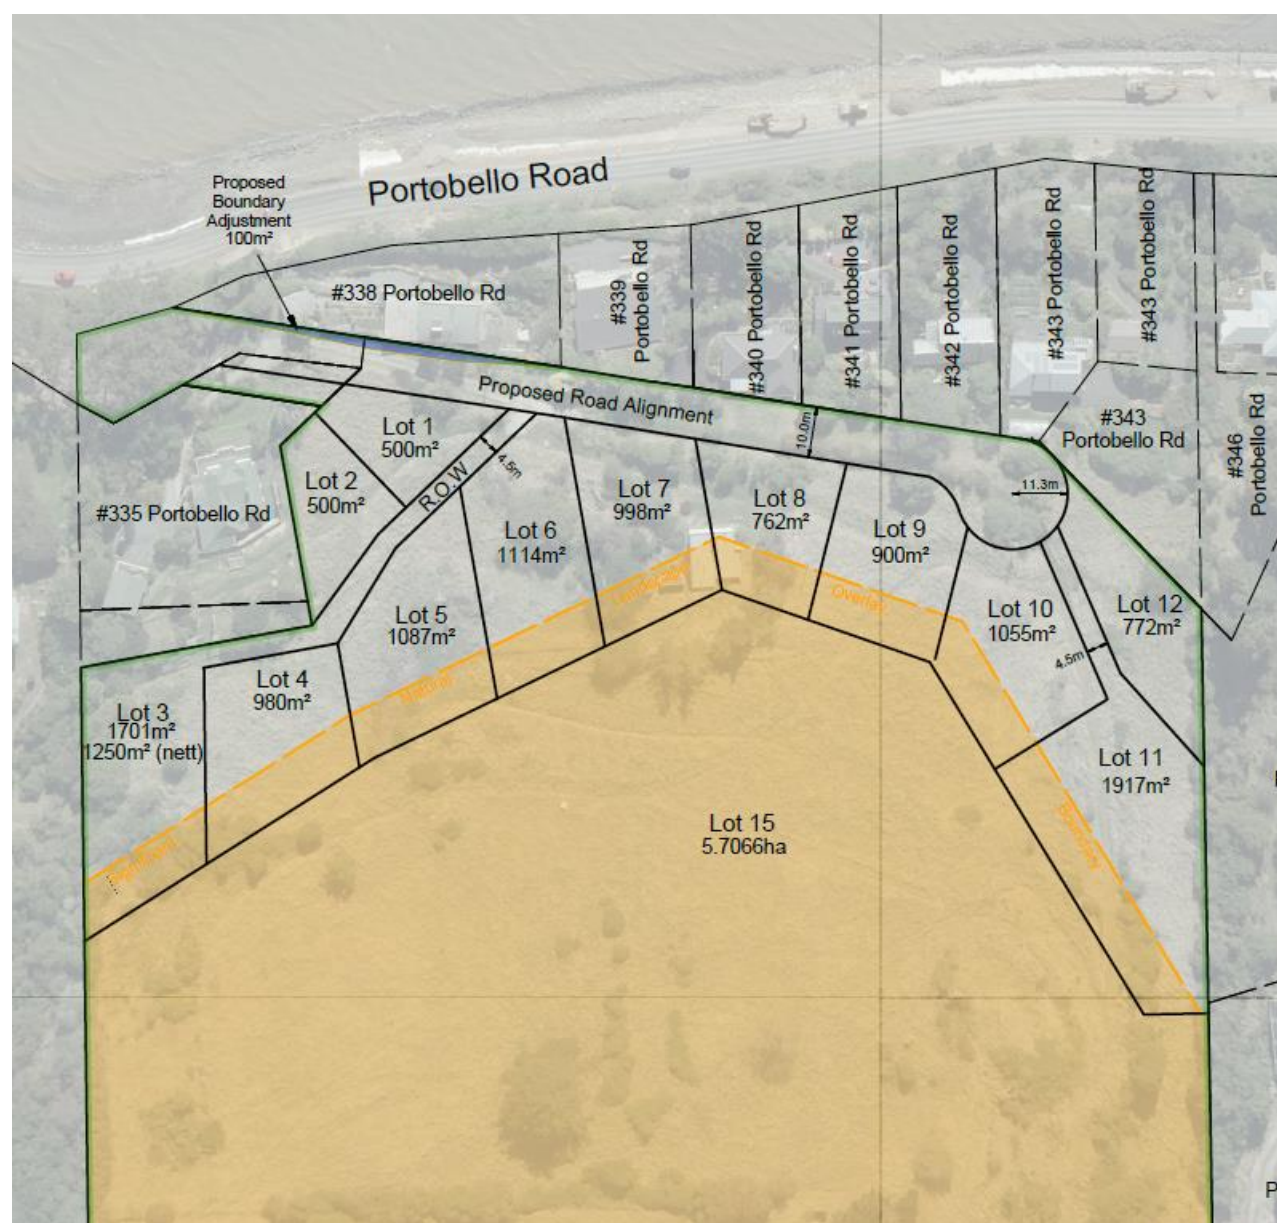 Portobello Road
Proposed
Boundary
Adjustment
100m²
#338 Portobello Rd
#339
Portobello Rd
#340 Portobello Rd
#341 Portobello Rd
#342 Portobello Rd
#343 Portobello Rd
#343 Portobello Rd
#343
Portobello Rd
#346
Portobello Rd
Proposed Road Alignment
10.0m
11.3m
Lot 1
500m²
Lot 2
500m²
R.O.W
4.5m
#335 Portobello Rd
Lot 6
1114m²
Lot 7
998m²
Lot 8
762m²
Lot 9
900m²
Lot 5
1087m²
Lot 10
1055m²
4.5m
Lot 12
772m²
Lot 4
980m²
Lot 3
1701m²
1250m² (nett)
Lot 11
1917m²
Significant
Natural
Landscape
Overlay
Boundary
Lot 15
5.7066ha
P